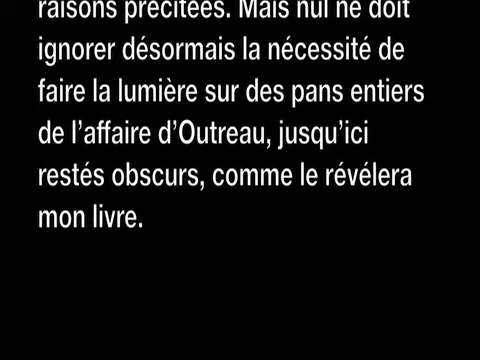 raisons précitées. Mais nul ne doit
ignorer désormais la nécessité de
faire la lumière sur des pans entiers
de l’affaire d’Outreau, jusqu’ici
restés obscurs, comme le révélera
mon livre.